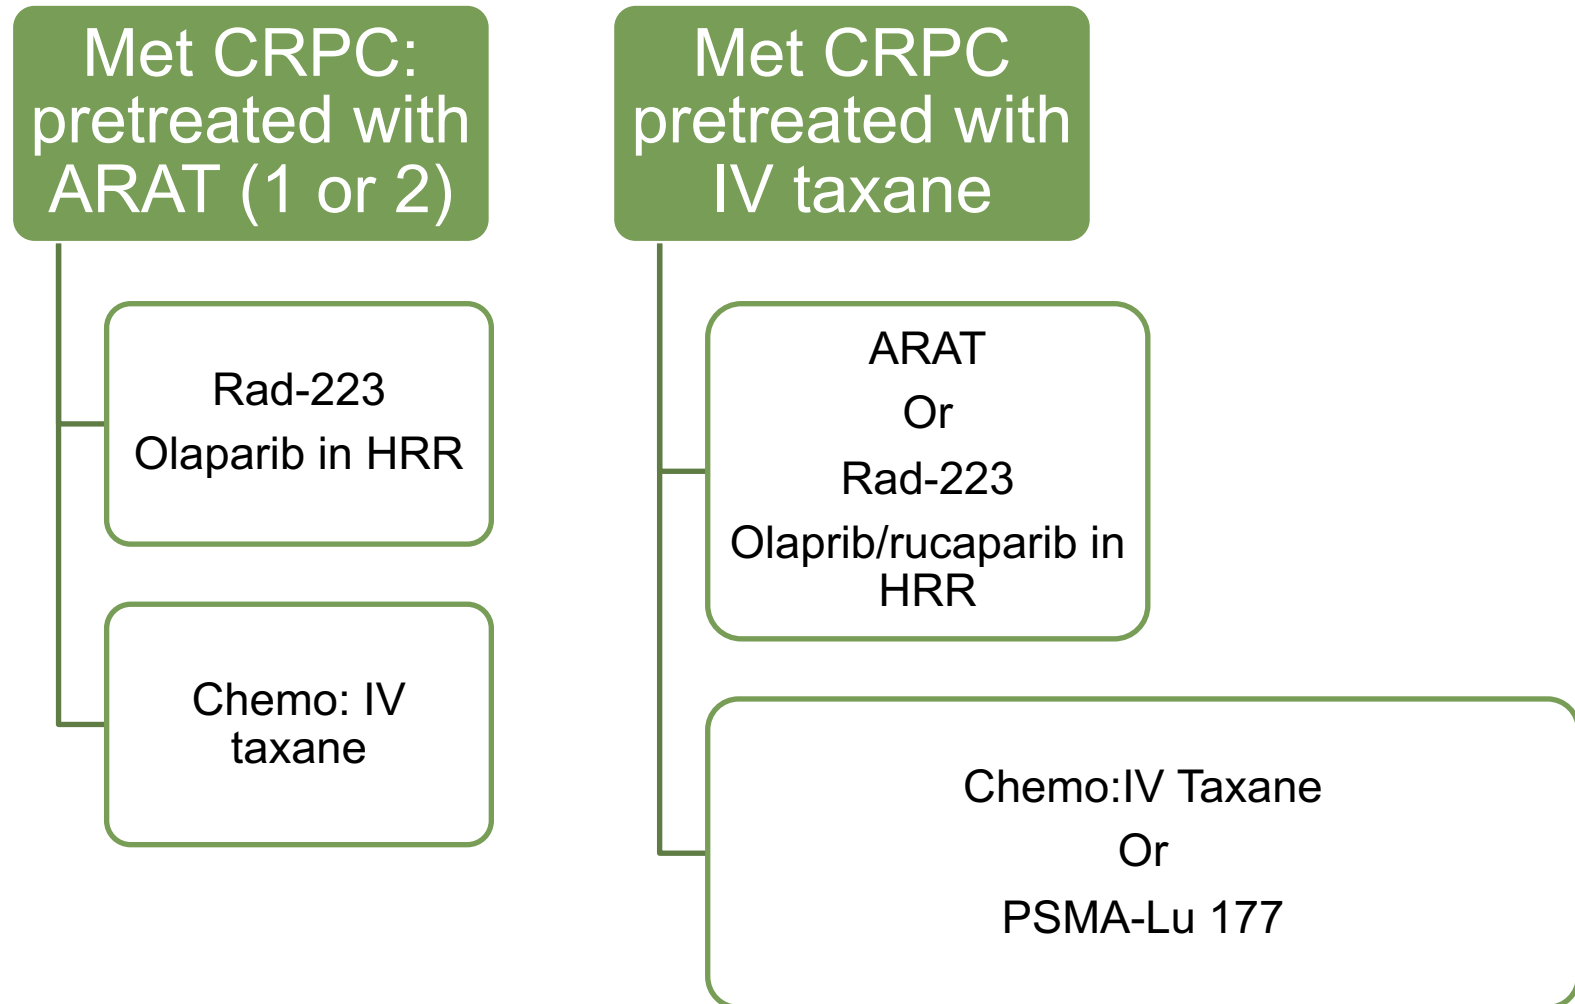 Met CRPC:
pretreated with
ARAT (1 or 2)
Rad-223
Olaparib in HRR
Chemo: IV
taxane
Met CRPC
pretreated with
IV taxane
ARAT
Or
Rad-223
Olaprib/rucaparib in
HRR
Chemo:IV Taxane
Or
PSMA-Lu 177